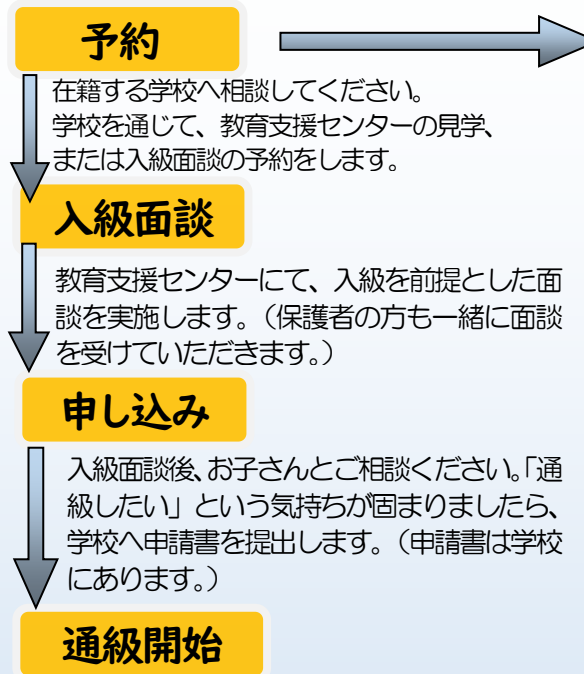 予約
在籍する学校へ相談してください。
学校を通じて、教育支援センターの見学、
または入級面談の予約をします。
入級面談
教育支援センターにて、入級を前提とした面
談を実施します。（保護者の方も一緒に面談
を受けていただきます。）
申し込み
入級面談後、お子さんとご相談ください。「通
級したい」という気持ちが固まりましたら、
学校へ申請書を提出します。（申請書は学校
にあります。）
通級開始